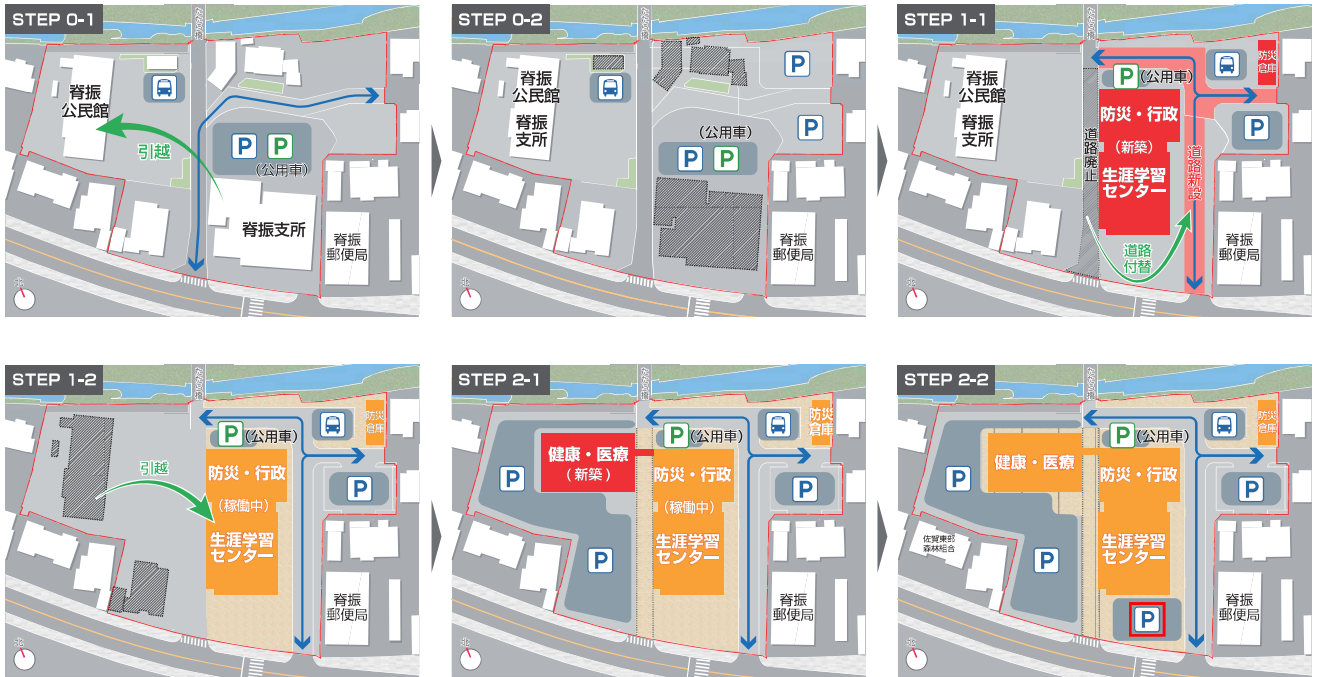 STEP 0-1
脊振
公民館
引越
P P
(公用車)
脊振支所
脊振
郵便局
北
STEP 0-2
脊振
公民館
脊振
支所
P
P
(公用車)
P P
脊振
郵便局
北
STEP 1-1
脊振
公民館
脊振
支所
道路廃止
P (公用車)
防災・行政
(新築)
生涯学習
センター
道路新設
防災
倉庫
P
道路
付替
脊振
郵便局
北
STEP 1-2
引越
P (公用車)
防災・行政
(稼働中)
生涯学習
センター
防災
倉庫
P
脊振
郵便局
北
STEP 2-1
P
健康・医療
(新築)
P
P (公用車)
防災・行政
(稼働中)
生涯学習
センター
防災
倉庫
P
脊振
郵便局
北
STEP 2-2
P
健康・医療
P
佐賀東部
森林組合
P (公用車)
防災・行政
生涯学習
センター
P
防災
倉庫
P
脊振
郵便局
北